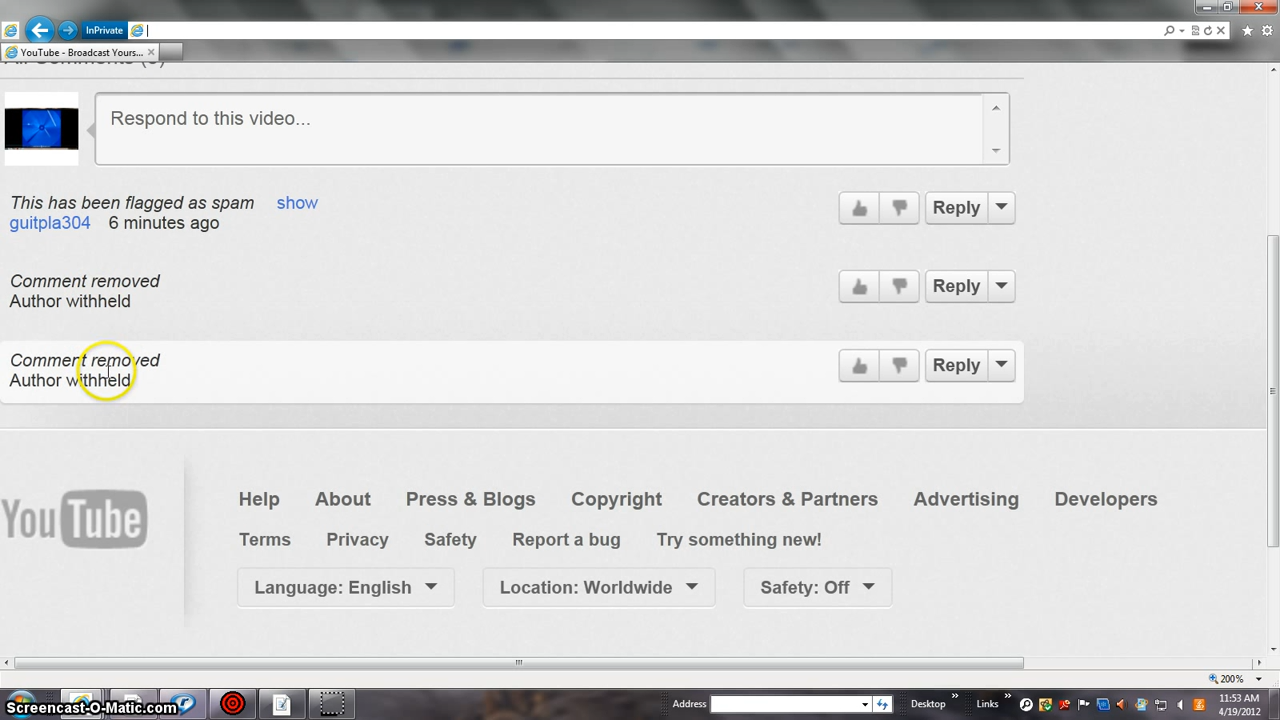 InPrivate
YouTube - Broadcast Yours...
Respond to this video...
This has been flagged as spam show
guitpla304 6 minutes ago
Reply
Comment removed
Author withheld
Reply
Comment removed
Author withheld
Reply
YouTube
Help About Press & Blogs Copyright Creators & Partners Advertising Developers
Terms Privacy Safety Report a bug Try something new!
Language: English Location: Worldwide Safety: Off
200%
Screencast-O-Matic.com
Address Desktop Links
11:53 AM
4/19/2012